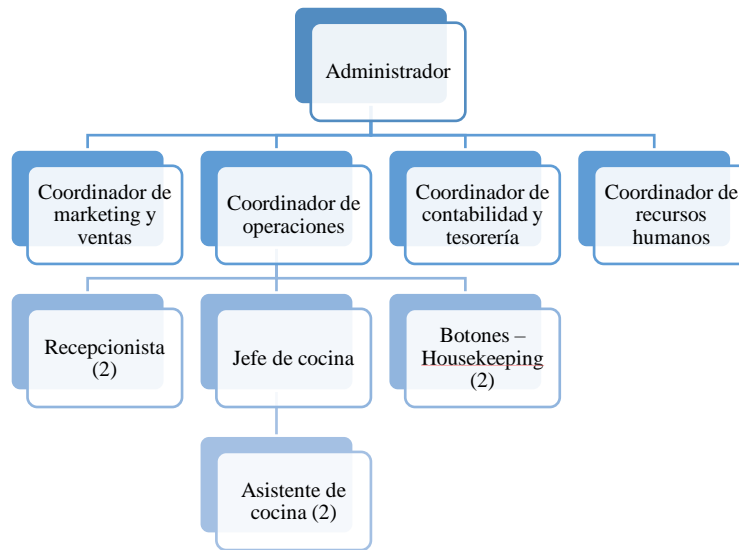 Administrador
Coordinador de
marketing y
ventas
Coordinador de
operaciones
Coordinador de
contabilidad y
tesorería
Coordinador de
recursos
humanos
Recepcionista
(2)
Jefe de cocina
Botones –
Housekeeping
(2)
Asistente de
cocina (2)